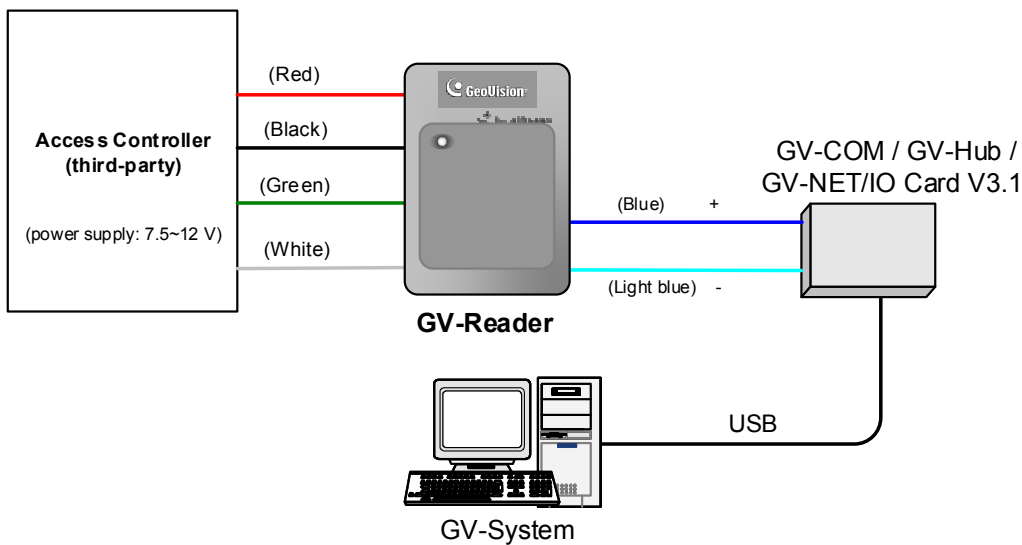 Access Controller
(third-party)
(power supply: 7.5~12 V)
(Red)
(Black)
(Green)
(White)
GeoVision
GV-Reader
(Blue) +
(Light blue) -
GV-COM / GV-Hub /
GV-NET/IO Card V3.1
USB
GV-System